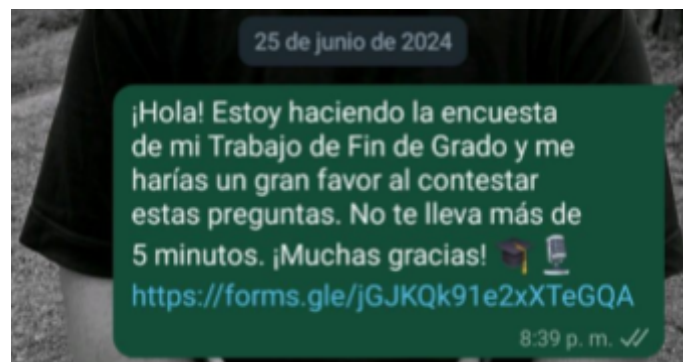 25 de junio de 2024
¡Hola! Estoy haciendo la encuesta
de mi Trabajo de Fin de Grado y me
harías un gran favor al contestar
estas preguntas. No te lleva más de
5 minutos. ¡Muchas gracias! 🎓🎙️
https://forms.gle/jGJKQk91e2xXTeGQA
8:39 p. m.